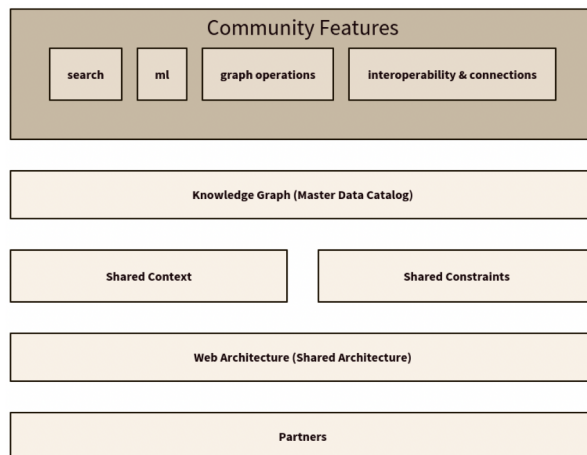 Community Features
search ml graph operations interoperability & connections
Knowledge Graph (Master Data Catalog)
Shared Context Shared Constraints
Web Architecture (Shared Architecture)
Partners